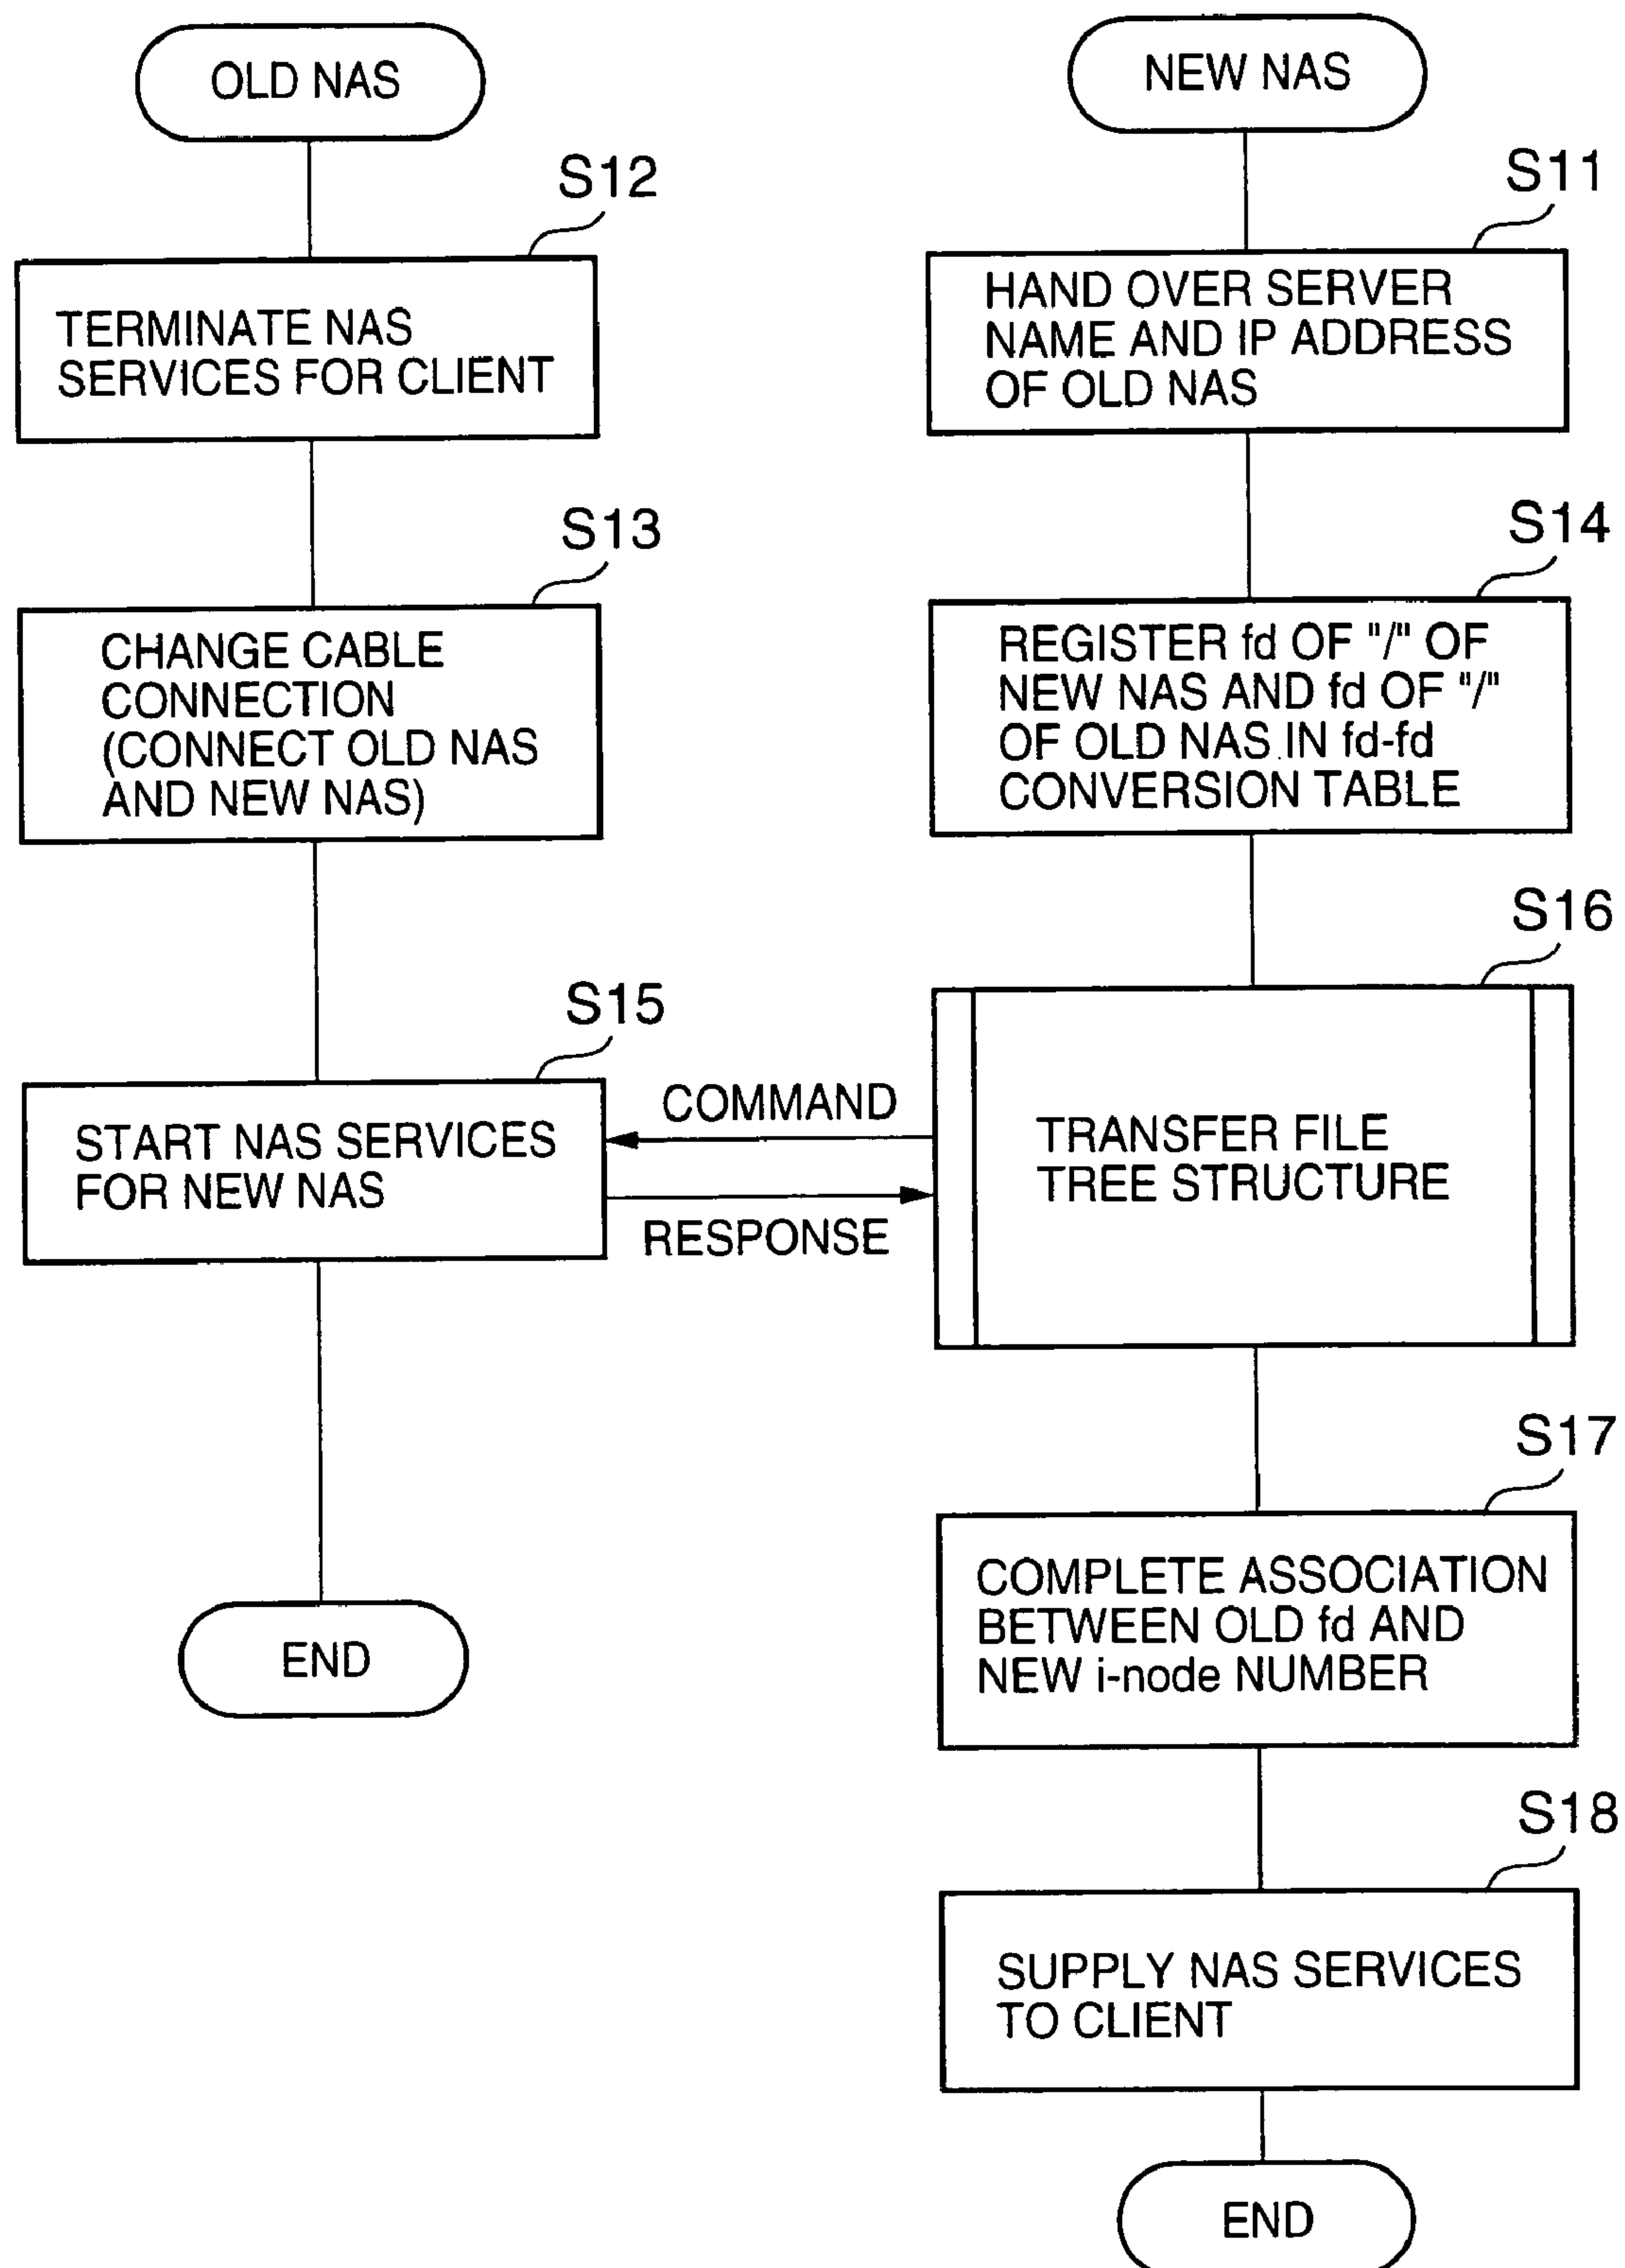 OLD NAS
S12
TERMINATE NAS
SERVICES FOR CLIENT
S13
CHANGE CABLE
CONNECTION
(CONNECT OLD NAS
AND NEW NAS)
S15
START NAS SERVICES
FOR NEW NAS
COMMAND
RESPONSE
END
NEW NAS
S11
HAND OVER SERVER
NAME AND IP ADDRESS
OF OLD NAS
S14
REGISTER fd OF "/" OF
NEW NAS AND fd OF "/"
OF OLD NAS IN fd-fd
CONVERSION TABLE
S16
TRANSFER FILE
TREE STRUCTURE
S17
COMPLETE ASSOCIATION
BETWEEN OLD fd AND
NEW i-node NUMBER
S18
SUPPLY NAS SERVICES
TO CLIENT
END